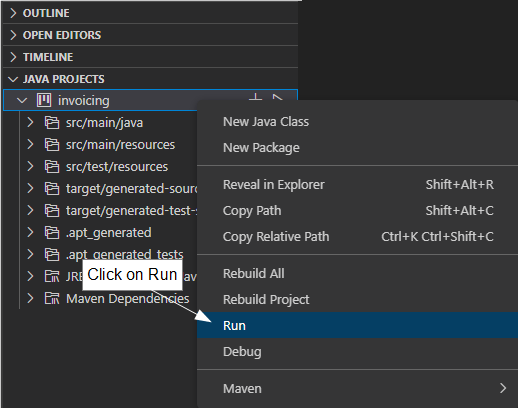 OUTLINE
OPEN EDITORS
TIMELINE
JAVA PROJECTS
invoicing
src/main/java
src/main/resources
src/test/resources
target/generated-sour
target/generated-test-s
.apt_generated
.apt_generated_tests
JRE
av
Maven Dependencies
Click on Run
New Java Class
New Package
Reveal in Explorer Shift+Alt+R
Copy Path Shift+Alt+C
Copy Relative Path Ctrl+K Ctrl+Shift+C
Rebuild All
Rebuild Project
Run
Debug
Maven